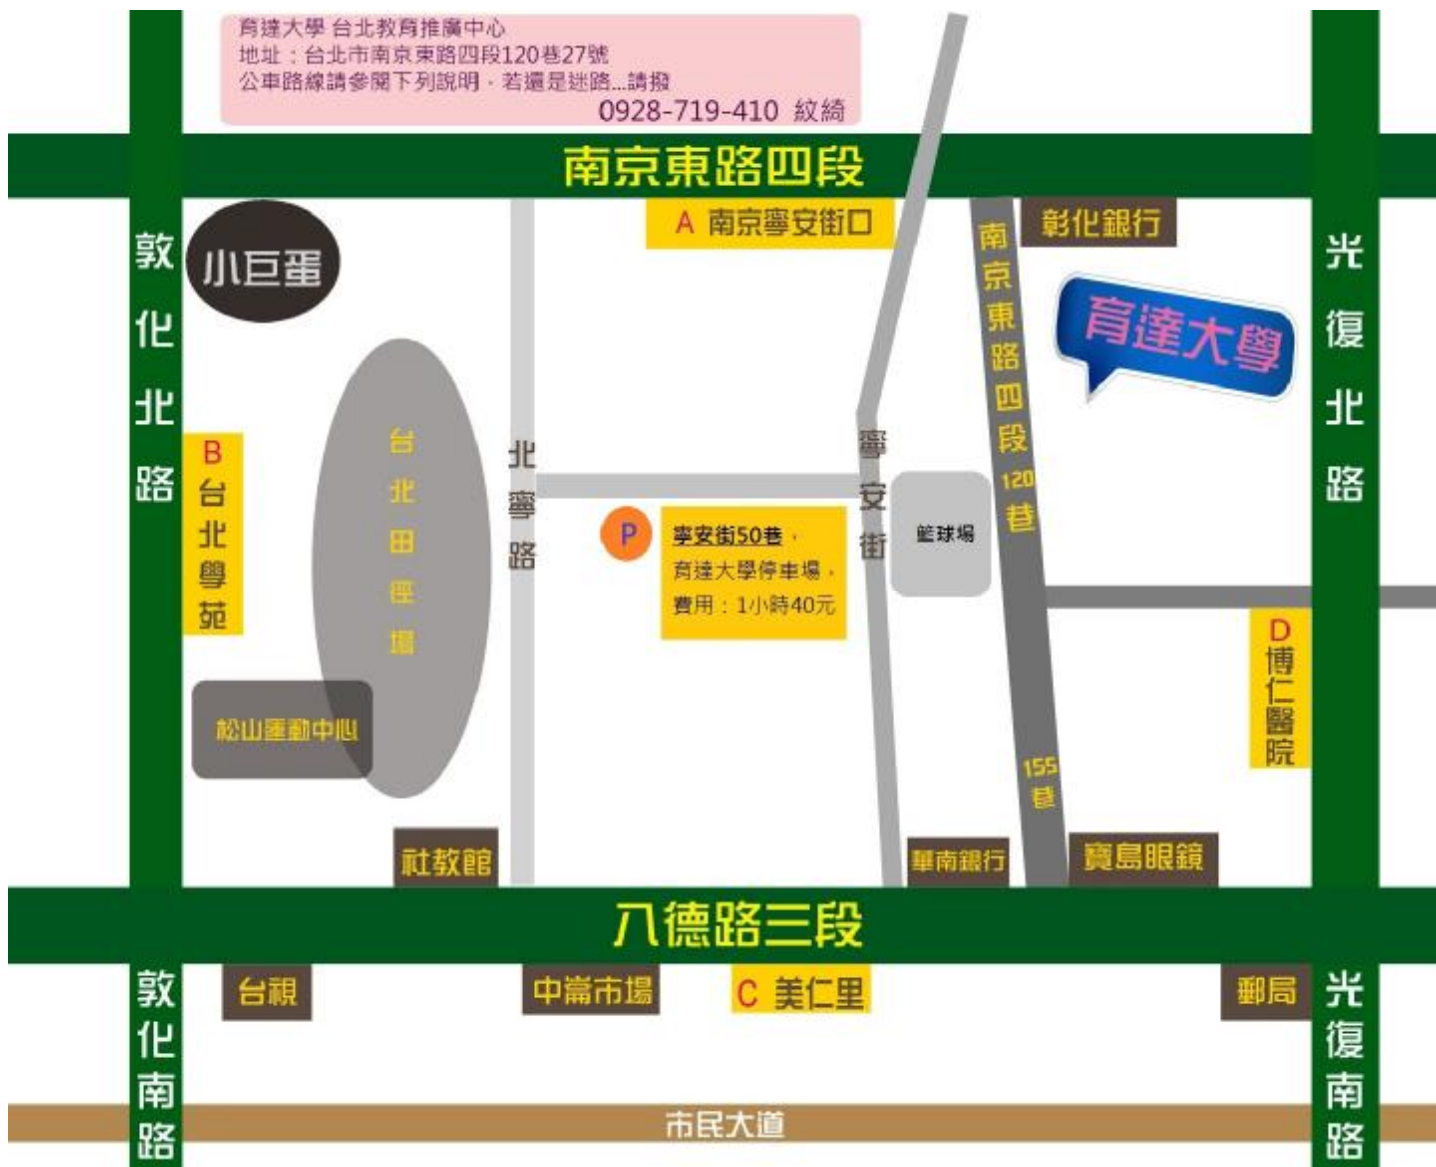 育達大學 台北教育推廣中心
地址：台北市南京東路四段120巷27號
公車路線請參閱下列說明，若還是迷路...請撥
0928-719-410 紋綺
南京東路四段
A 南京寧安街口
彰化銀行
小巨蛋
敦化北路
光復北路
南京東路四段120巷
育達大學
B 台北學苑
台北田徑場
北寧路
寧安街
籃球場
P
寧安街50巷，
育達大學停車場，
費用：1小時40元
D 博仁醫院
松山運動中心
155巷
社教館
華南銀行
寶島眼鏡
八德路三段
台視
中崙市場
C 美仁里
郵局
敦化南路
光復南路
市民大道